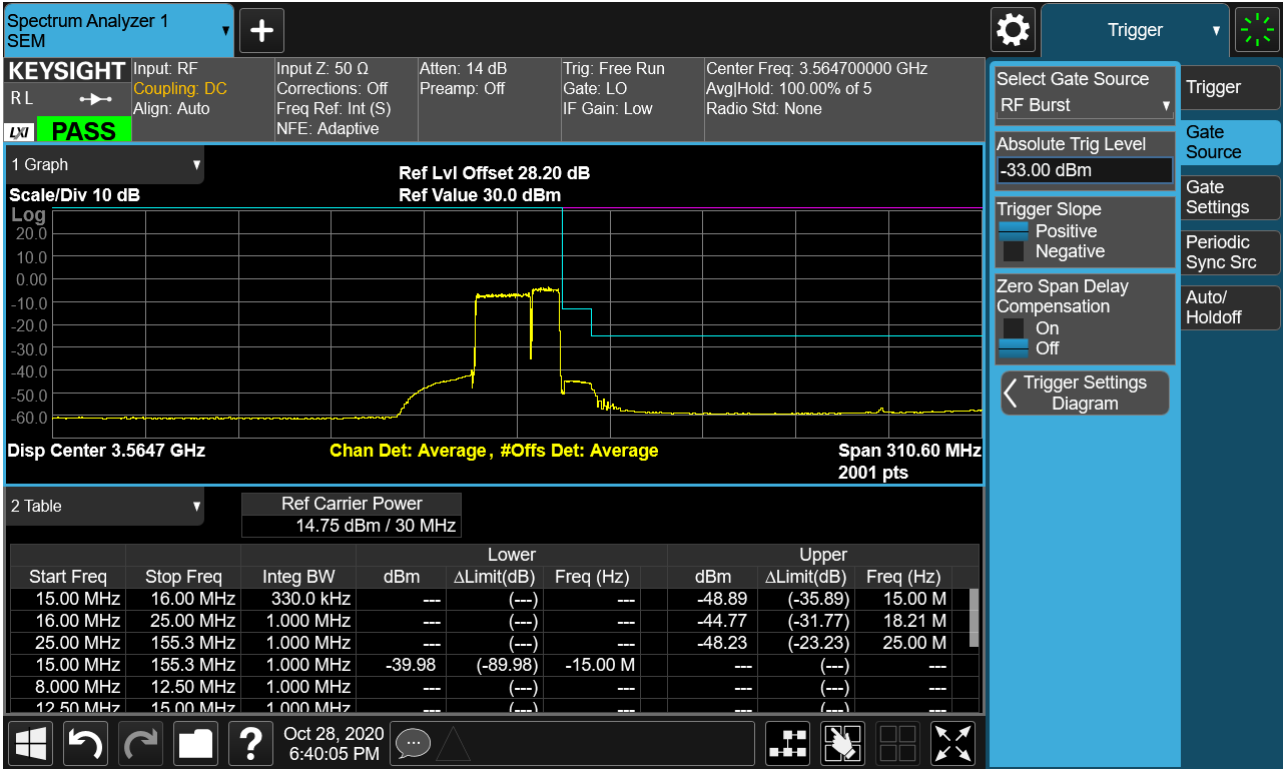 Spectrum Analyzer 1
SEM
+
Trigger
KEYSIGHT
R L
LXI
PASS
Input: RF
Coupling: DC
Align: Auto
Input Z: 50 Ω
Corrections: Off
Freq Ref: Int (S)
NFE: Adaptive
Atten: 14 dB
Preamp: Off
Trig: Free Run
Gate: LO
IF Gain: Low
Center Freq: 3.564700000 GHz
Avg|Hold: 100.00% of 5
Radio Std: None
1 Graph
Scale/Div 10 dB
Ref Lvl Offset 28.20 dB
Ref Value 30.0 dBm
Log
20.0
10.0
0.00
-10.0
-20.0
-30.0
-40.0
-50.0
-60.0
Disp Center 3.5647 GHz
Chan Det: Average , #Offs Det: Average
Span 310.60 MHz
2001 pts
2 Table
Ref Carrier Power
14.75 dBm / 30 MHz
Lower Upper
Start Freq Stop Freq Integ BW dBm ΔLimit(dB) Freq (Hz) dBm ΔLimit(dB) Freq (Hz)
15.00 MHz 16.00 MHz 330.0 kHz --- (---) --- -48.89 (-35.89) 15.00 M
16.00 MHz 25.00 MHz 1.000 MHz --- (---) --- -44.77 (-31.77) 18.21 M
25.00 MHz 155.3 MHz 1.000 MHz --- (---) --- -48.23 (-23.23) 25.00 M
15.00 MHz 155.3 MHz 1.000 MHz -39.98 (-89.98) -15.00 M --- (---) ---
8.000 MHz 12.50 MHz 1.000 MHz --- (---) --- --- (---) ---
12.50 MHz 15.00 MHz 1.000 MHz --- (---) --- --- (---) ---
Select Gate Source
RF Burst
Absolute Trig Level
-33.00 dBm
Trigger Slope
Positive
Negative
Zero Span Delay
Compensation
On
Off
Trigger Settings
Diagram
Trigger
Gate
Source
Gate
Settings
Periodic
Sync Src
Auto/
Holdoff
?
Oct 28, 2020
6:40:05 PM
...